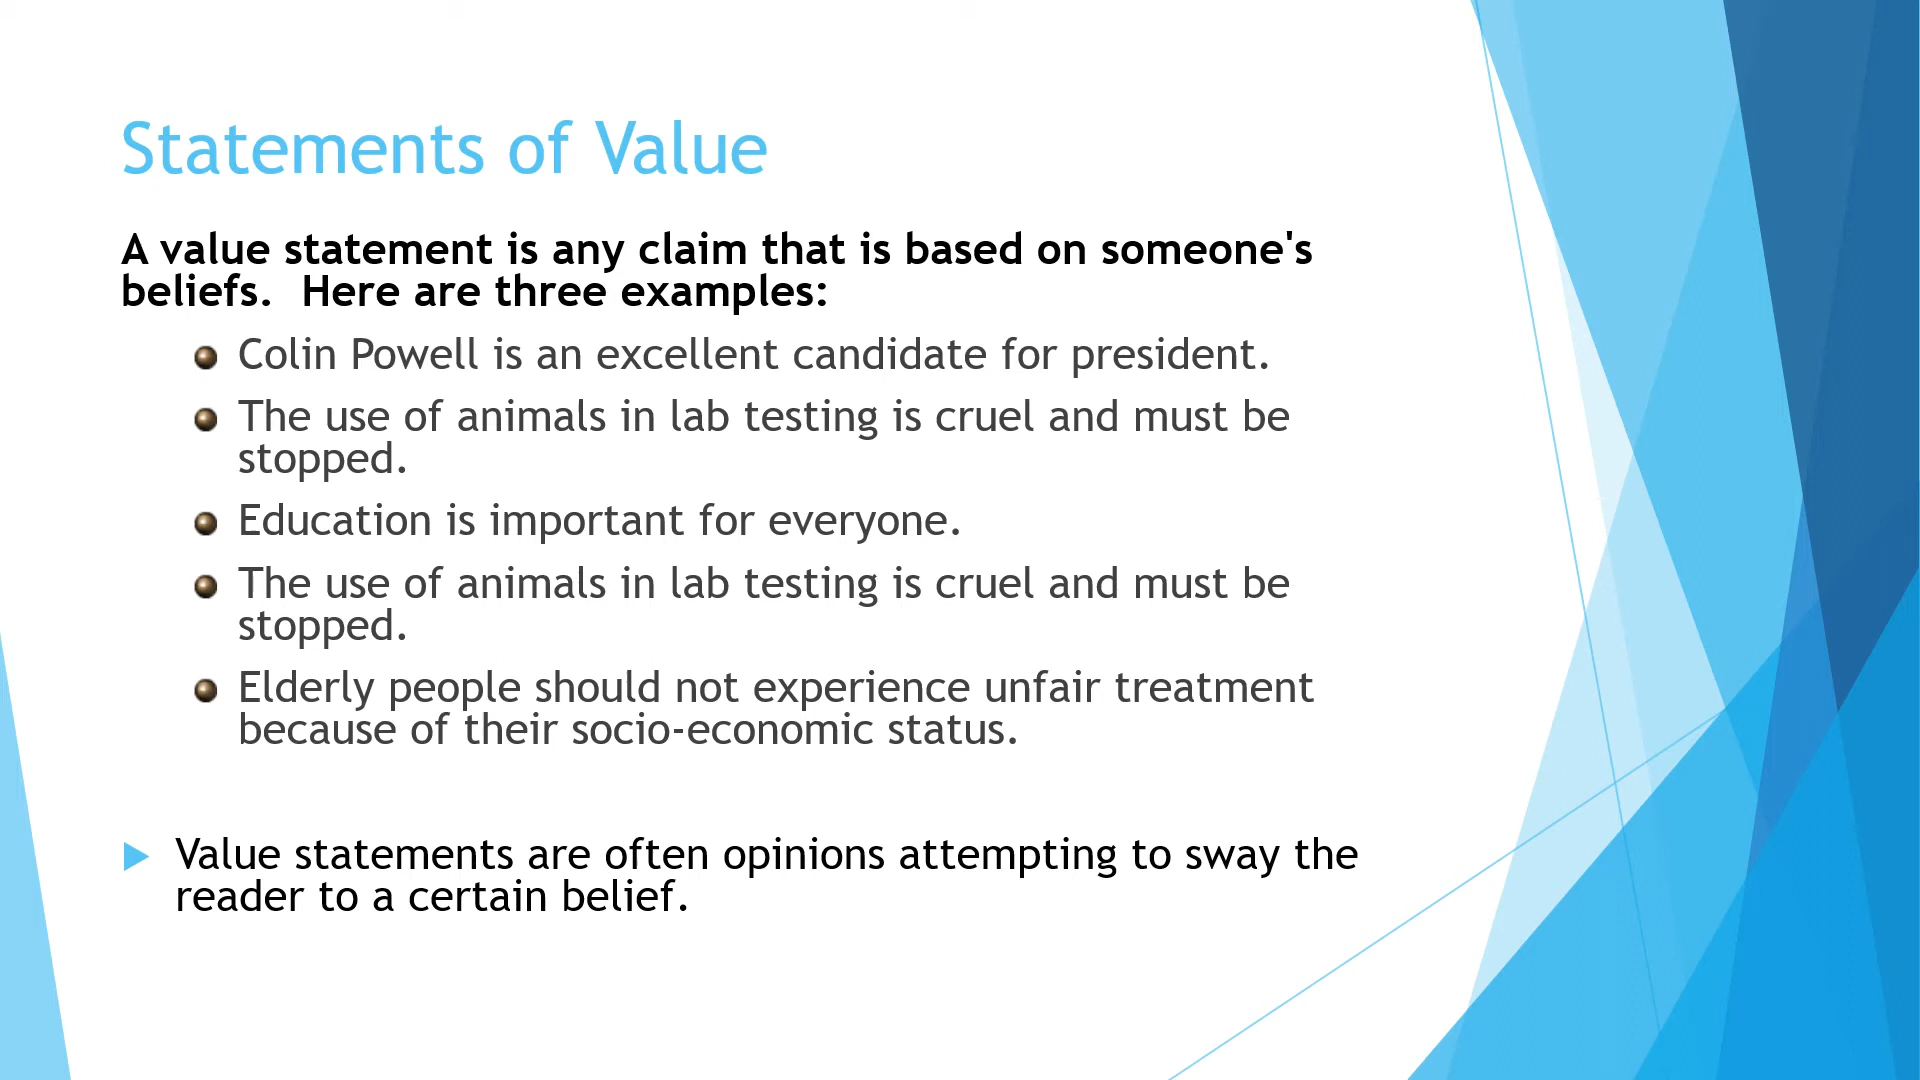 Statements of Value
A value statement is any claim that is based on someone's
beliefs.  Here are three examples:
Colin Powell is an excellent candidate for president.
The use of animals in lab testing is cruel and must be
stopped.
Education is important for everyone.
The use of animals in lab testing is cruel and must be
stopped.
Elderly people should not experience unfair treatment
because of their socio-economic status.
Value statements are often opinions attempting to sway the
reader to a certain belief.